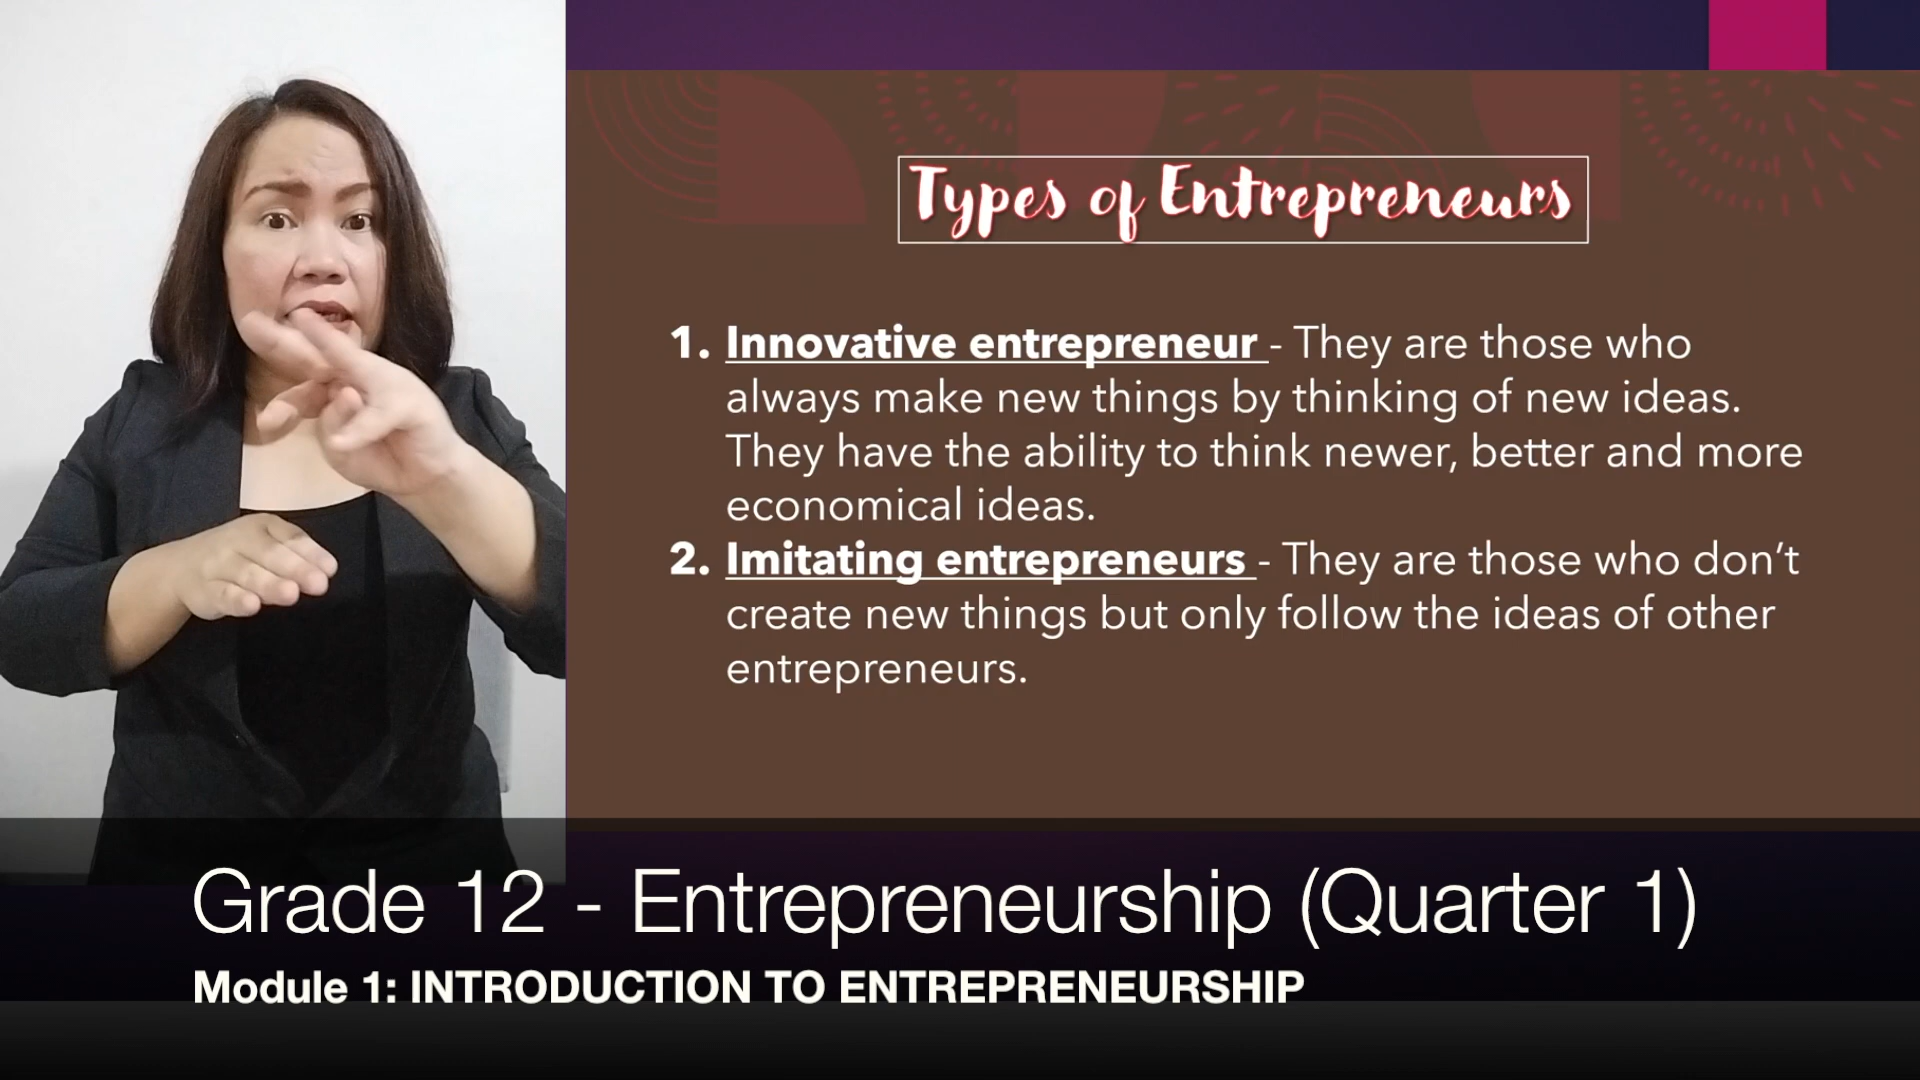 Types of Entrepreneurs
1. Innovative entrepreneur - They are those who
always make new things by thinking of new ideas.
They have the ability to think newer, better and more
economical ideas.
2. Imitating entrepreneurs - They are those who don’t
create new things but only follow the ideas of other
entrepreneurs.
Grade 12 - Entrepreneurship (Quarter 1)
Module 1: INTRODUCTION TO ENTREPRENEURSHIP